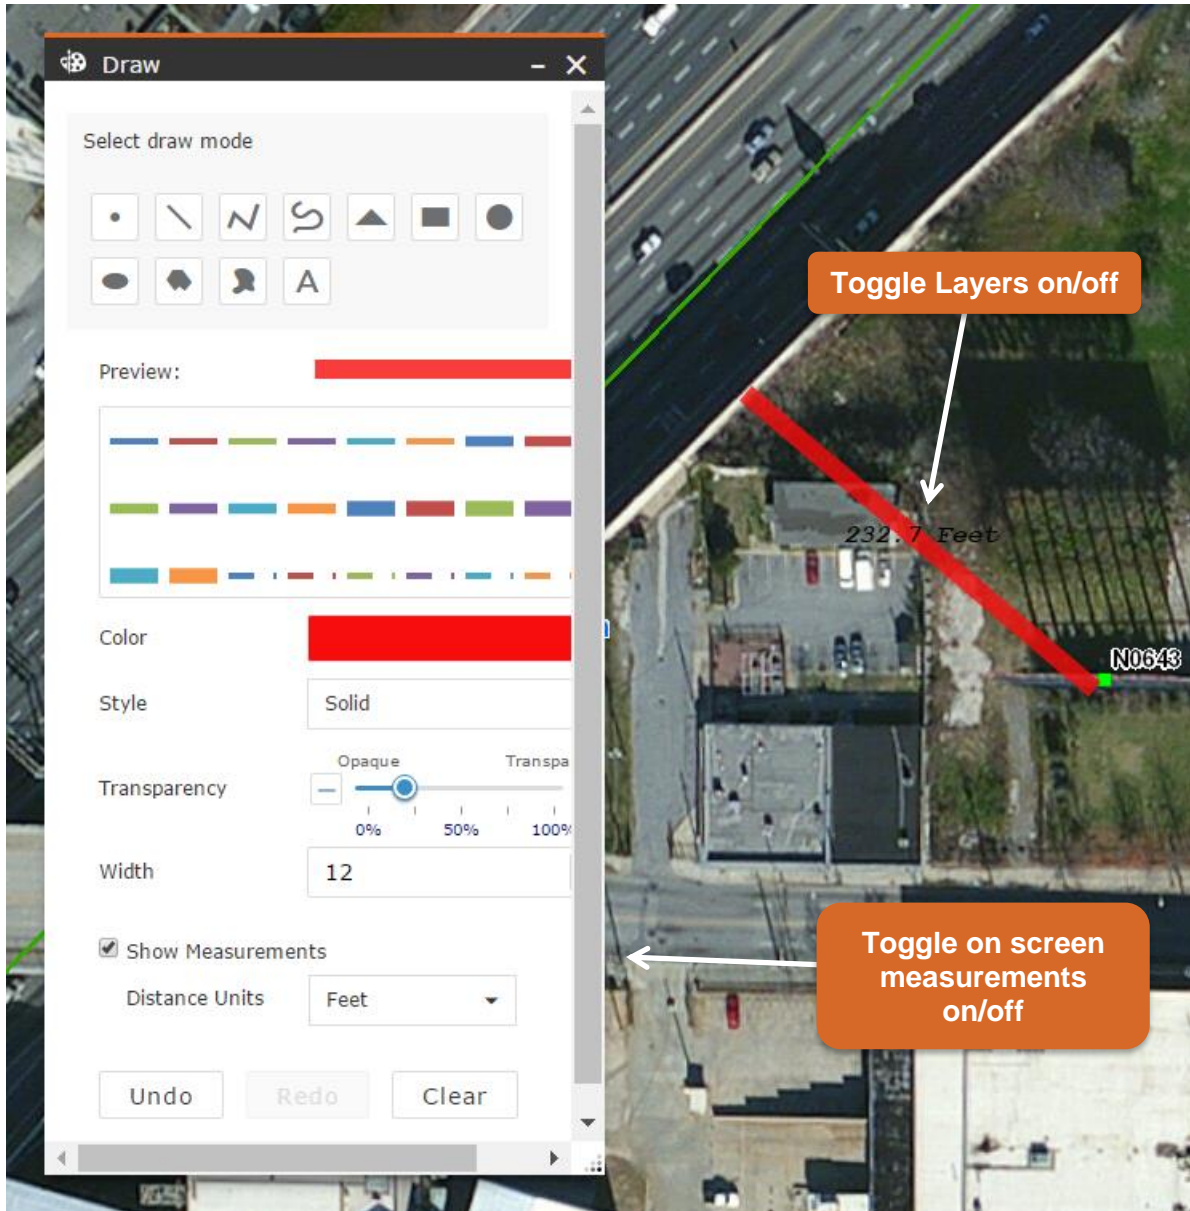 Draw
Select draw mode
A
Preview:
Color
Style
Solid
Transparency
Opaque
Transpa
0%
50%
100%
Width
12
Show Measurements
Distance Units
Feet
Undo
Redo
Clear
Toggle Layers on/off
232.7 Feet
N0643
Toggle on screen
measurements
on/off